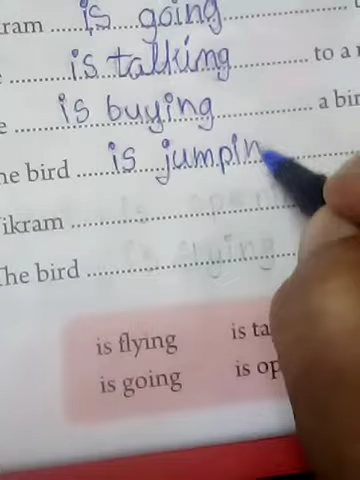 ram ........ is going ........
........ is talking ........ to a
e ........ is buying ........ a bir
he bird ........ is jumpin
ikram ........
The bird ........
is flying is ta
is going is op